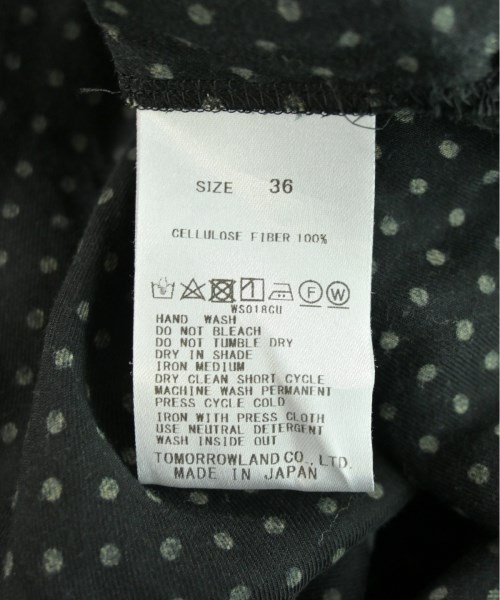 SIZE 36
CELLULOSE FIBER 100%
F W
WS018GU
HAND WASH
DO NOT BLEACH
DO NOT TUMBLE DRY
DRY IN SHADE
IRON MEDIUM
DRY CLEAN SHORT CYCLE
MACHINE WASH PERMANENT
PRESS CYCLE COLD
IRON WITH PRESS CLOTH
USE NEUTRAL DETERGENT
WASH INSIDE OUT
TOMORROWLAND CO., LTD.
MADE IN JAPAN